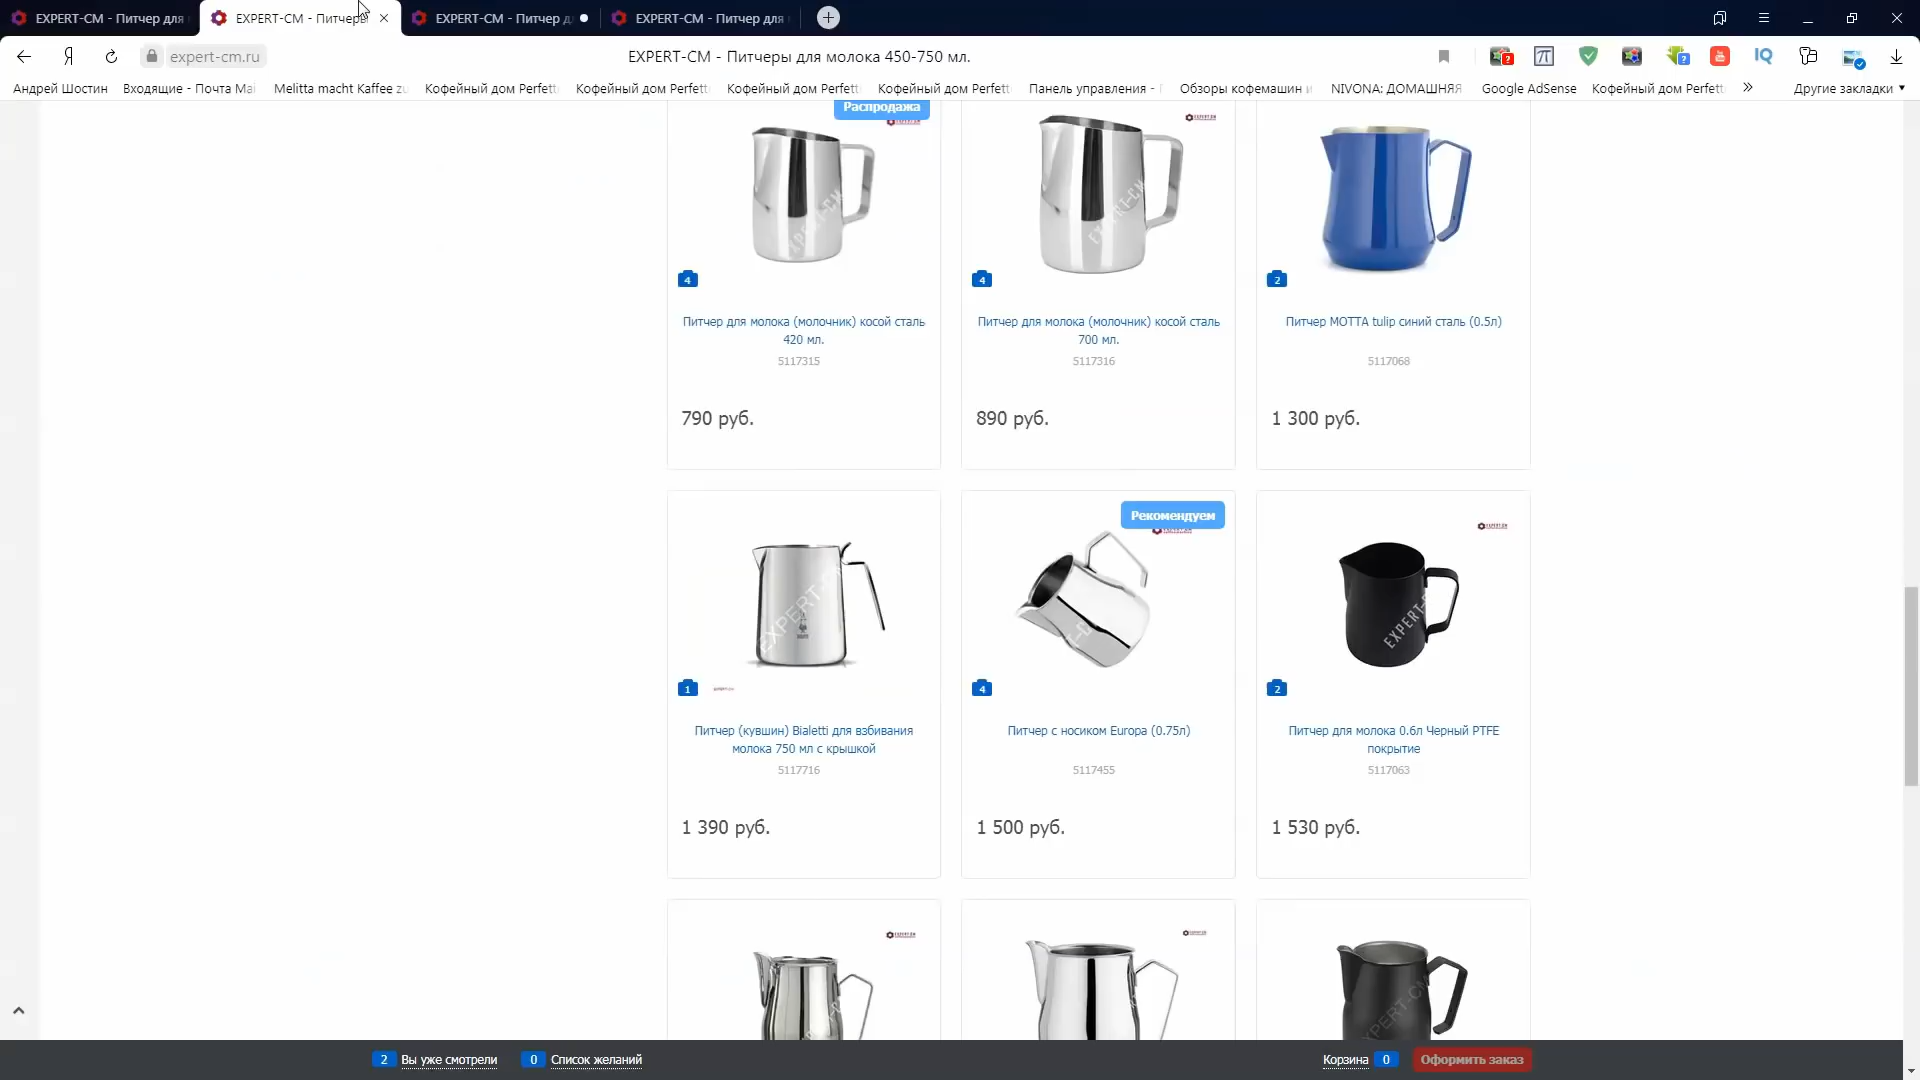 EXPERT-CM - Питчер для
EXPERT-CM - Питчеры
EXPERT-CM - Питчер д
EXPERT-CM - Питчер для
expert-cm.ru
EXPERT-CM - Питчеры для молока 450-750 мл.
Андрей Шостин
Входящие - Почта Mai
Melitta macht Kaffee zu
Кофейный дом Perfett
Кофейный дом Perfett
Кофейный дом Perfett
Кофейный дом Perfett
Панель управления -
Обзоры кофемашин и
NIVONA: ДОМАШНЯЯ
Google AdSense
Кофейный дом Perfett
Другие закладки
Распродажа
EXPERT-CM
EXPERT-CM
4
4
2
Питчер для молока (молочник) косой сталь
420 мл.
5117315
790 руб.
Питчер для молока (молочник) косой сталь
700 мл.
5117316
890 руб.
Питчер MOTTA tulip синий сталь (0.5л)
5117068
1 300 руб.
Рекомендуем
1
4
2
Питчер (кувшин) Bialetti для взбивания
молока 750 мл с крышкой
5117716
1 390 руб.
Питчер с носиком Europa (0.75л)
5117455
1 500 руб.
Питчер для молока 0.6л Черный PTFE
покрытие
5117063
1 530 руб.
2 Вы уже смотрели
0 Список желаний
Корзина 0
Оформить заказ